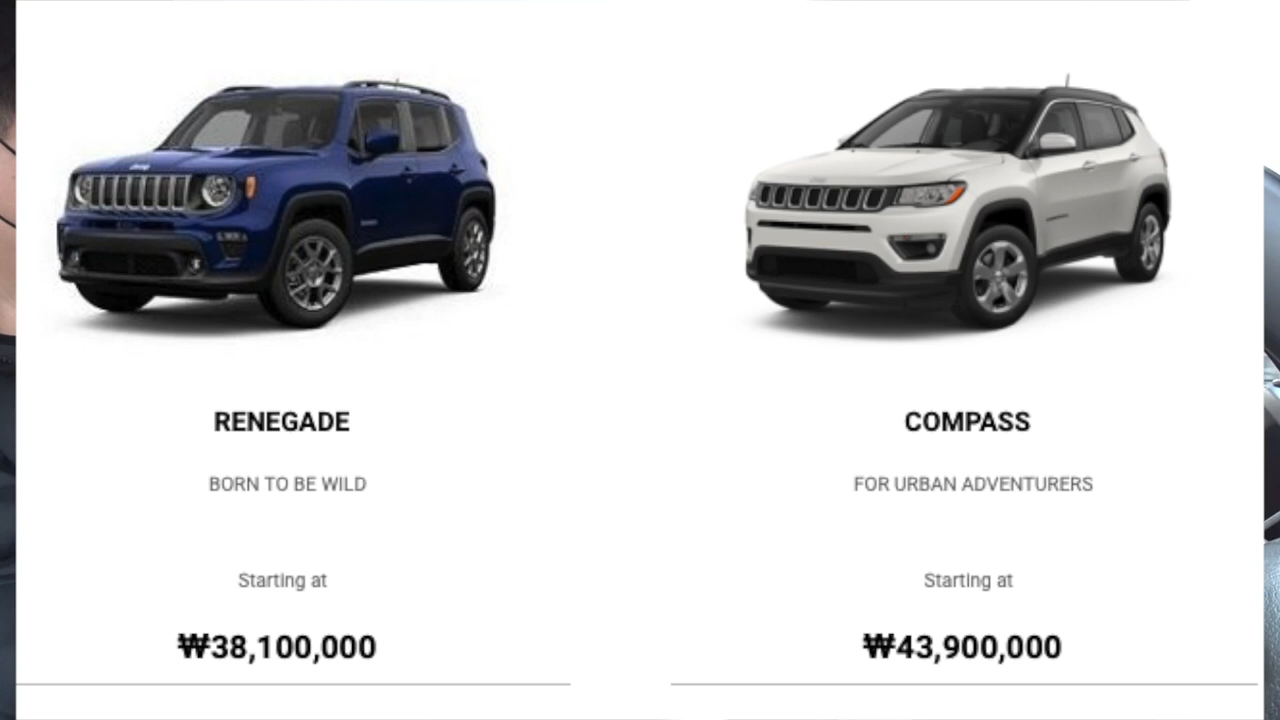 RENEGADE
BORN TO BE WILD
Starting at
₩38,100,000
COMPASS
FOR URBAN ADVENTURERS
Starting at
₩43,900,000